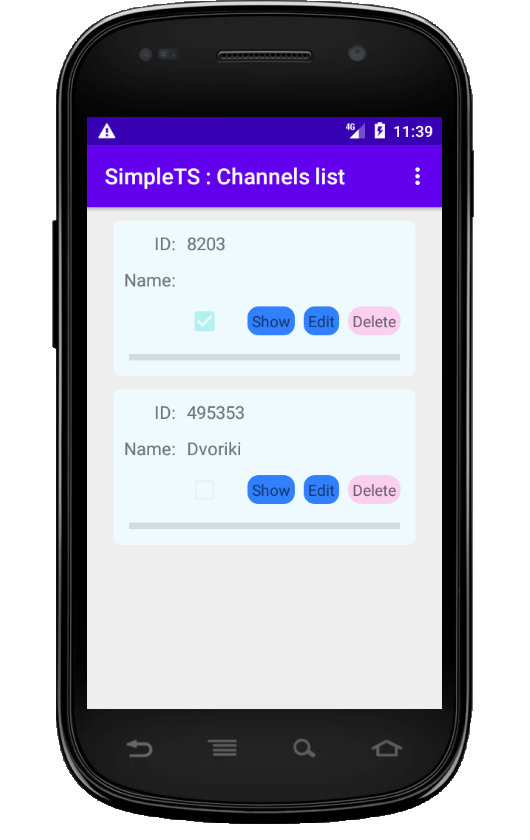 4G 11:39
SimpleTS : Channels list
ID: 8203
Name:
Show Edit Delete
ID: 495353
Name: Dvoriki
Show Edit Delete